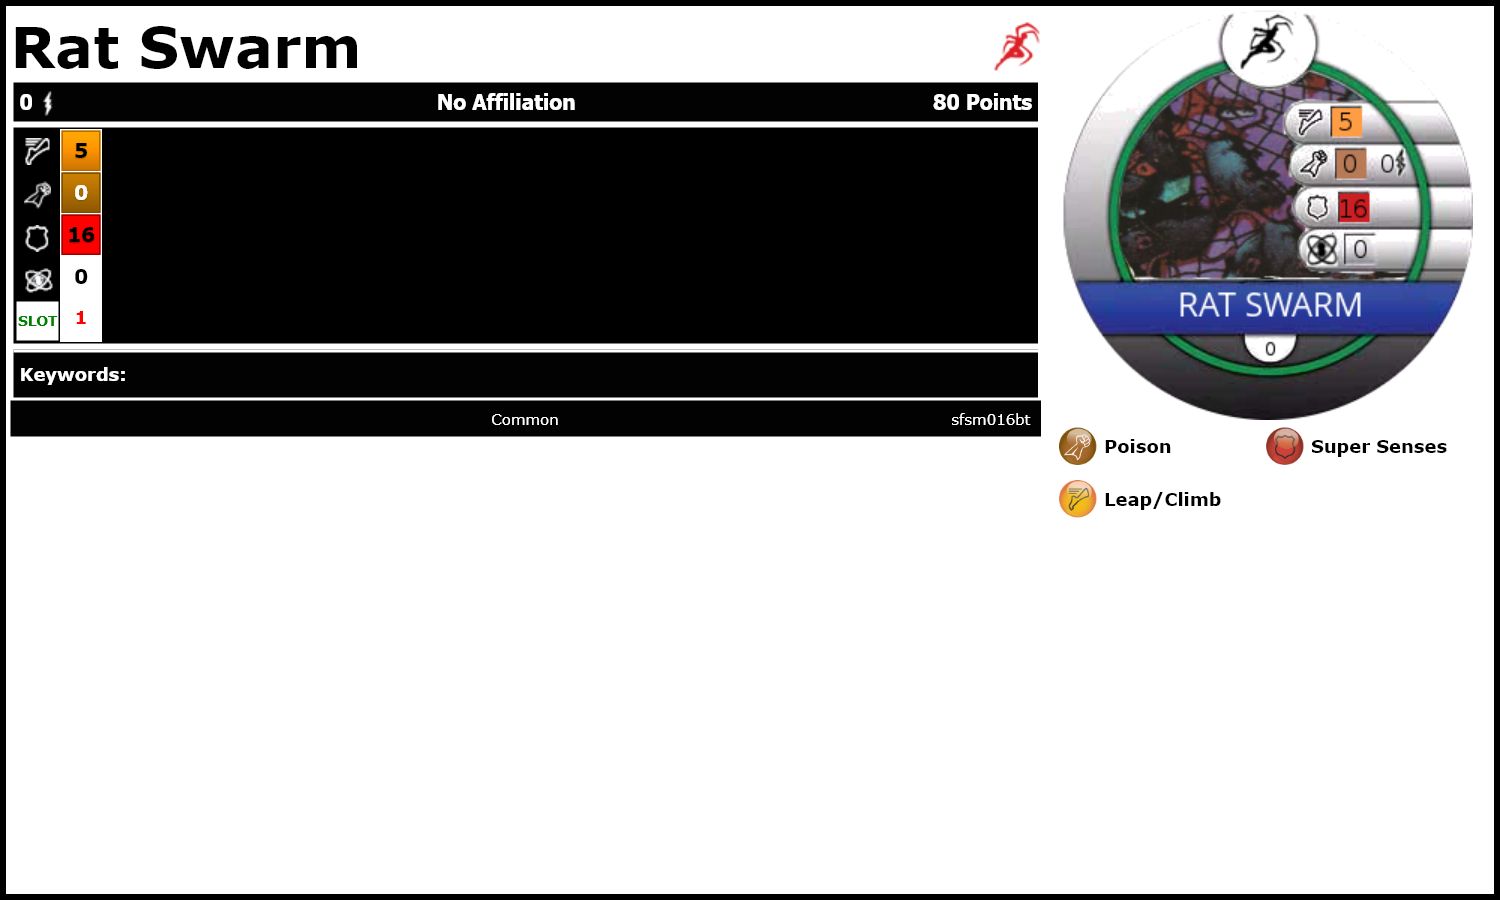 Rat Swarm
0 No Affiliation 80 Points
5
0
16
0
SLOT 1
Keywords:
Common sfsm016bt
5
0 0
16
0
RAT SWARM
0
Poison Super Senses
Leap/Climb